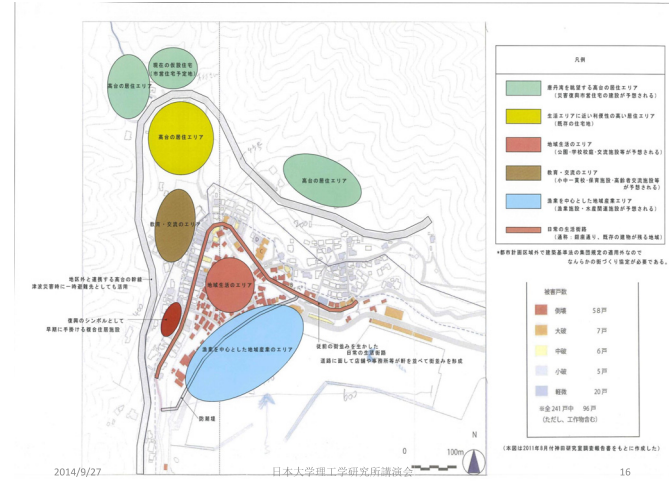 現在の仮設住宅
(市営住宅予定地)
高台の居住エリア
高台の居住エリア
高台の居住エリア
教育・交流のエリア
地区外と連携する高台の幹線
津波災害時に一時避難先としても活用
地域生活のエリア
復興のシンボルとして
早期に手掛ける複合住居施設
漁業を中心とした地域産業のエリア
従前の街並みを生かした
日常の生活街路
道路に面して店舗や事務所等が軒を並べて街並みを形成
防潮堤
凡例
唐丹湾を眺望する高台の居住エリア
(災害復興市営住宅の建設が予想される)
生活エリアに近い利便性の高い居住エリア
(既存の住宅地)
地域生活のエリア
(公園・学校校庭・交流施設等が予想される)
教育・交流のエリア
(小中一貫校・保育施設・高齢者交流施設等
が予想される)
漁業を中心とした地域産業エリア
(漁業施設・水産関連施設が予想される)
日常の生活街路
(通称:銀座通り、既存の建物が残る地域)
*都市計画区域外で建築基準法の集団規定の適用外なので
なんらかの街づくり協定が必要である。
被害戸数
倒壊 58戸
大破 7戸
中破 6戸
小破 5戸
軽微 20戸
※全241戸中 96戸
(ただし、工作物含む)
N
0 100m
(本図は2011年8月付神田研究室調査報告書をもとに作成した)
2014/9/27
日本大学理工学研究所講演会
16